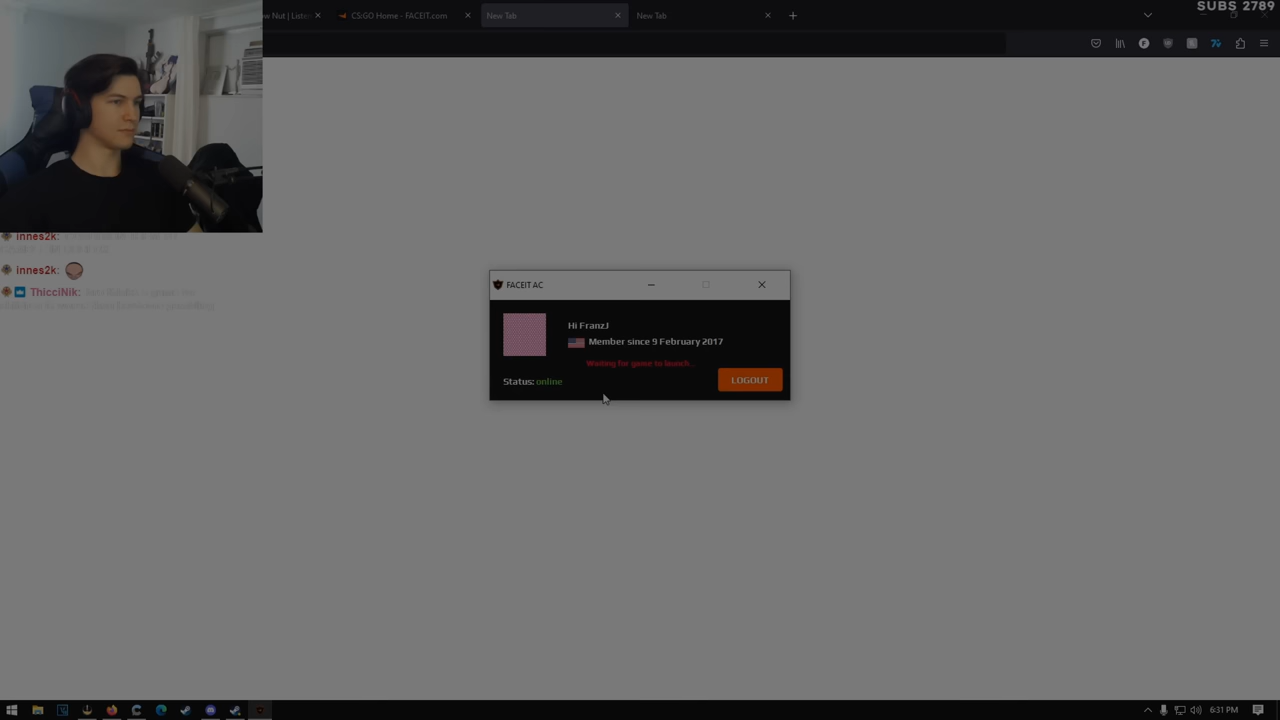 SUBS 2789
CS:GO Home - FACEIT.com
New Tab
New Tab
innes2k:
innes2k:
ThicciNik:
FACEIT AC
Hi FranzJ
Member since 9 February 2017
Waiting for game to launch...
Status: online
LOGOUT
6:31 PM